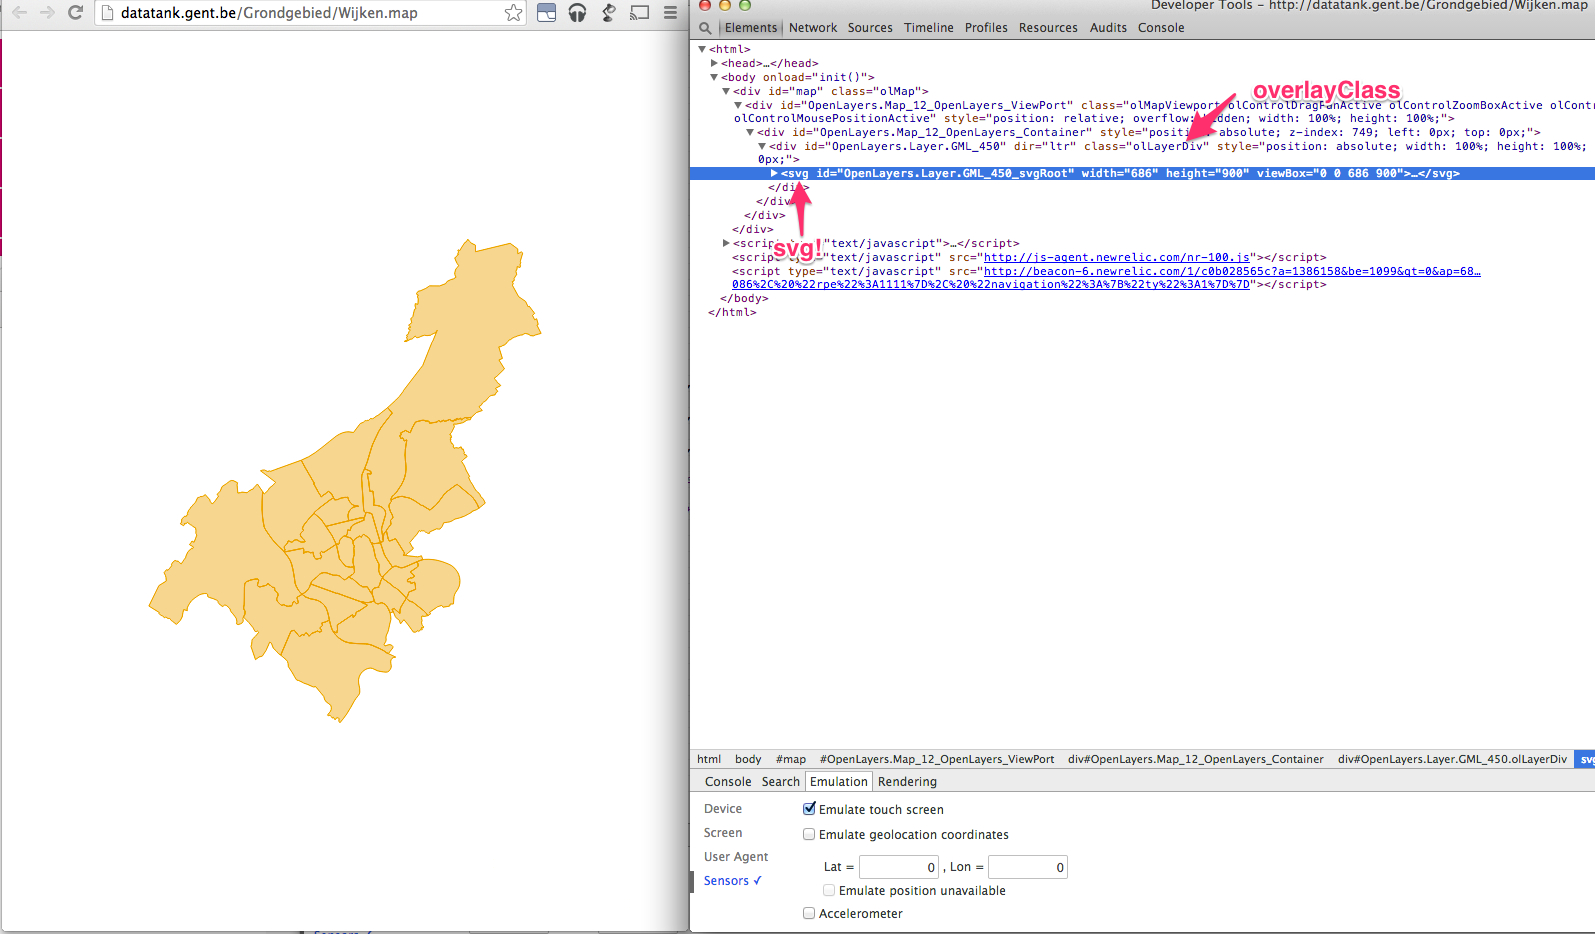 datatank.gent.be/Grondgebied/Wijken.map
Developer Tools - http://datatank.gent.be/Grondgebied/Wijken.map
Elements Network Sources Timeline Profiles Resources Audits Console
<html>
<head>…</head>
<body onload="init()">
<div id="map" class="olMap">
overlayClass
<div id="OpenLayers.Map_12_OpenLayers_ViewPort" class="olMapViewport olControlDragPanActive olControlZoomBoxActive olCont
olControlMousePositionActive" style="position: relative; overflow: hidden; width: 100%; height: 100%;">
<div id="OpenLayers.Map_12_OpenLayers_Container" style="position: absolute; z-index: 749; left: 0px; top: 0px;">
<div id="OpenLayers.Layer.GML_450" dir="ltr" class="olLayerDiv" style="position: absolute; width: 100%; height: 100%;
0px;">
<svg id="OpenLayers.Layer.GML_450_svgRoot" width="686" height="900" viewBox="0 0 686 900">…</svg>
</div>
</div>
</div>
</div>
svg!
<script type="text/javascript">…</script>
<script type="text/javascript" src="http://js-agent.newrelic.com/nr-100.js"></script>
<script type="text/javascript" src="http://beacon-6.newrelic.com/1/c0b028565c?a=1386158&be=1099&qt=0&ap=68…
086%2C%20%22rpe%22%3A1111%7D%2C%20%22navigation%22%3A%7B%22ty%22%3A1%7D%7D"></script>
</body>
</html>
html body #map #OpenLayers.Map_12_OpenLayers_ViewPort div#OpenLayers.Map_12_OpenLayers_Container div#OpenLayers.Layer.GML_450.olLayerDiv svg
Console Search Emulation Rendering
Device
Screen
User Agent
Sensors ✓
Emulate touch screen
Emulate geolocation coordinates
Lat = 0 , Lon = 0
Emulate position unavailable
Accelerometer